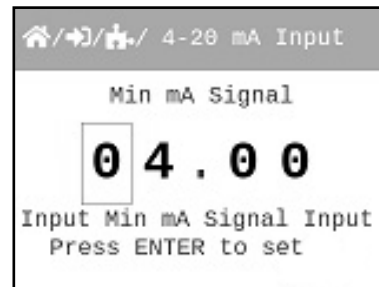 / / / 4-20 mA Input
Min mA Signal
04.00
Input Min mA Signal Input
Press ENTER to set